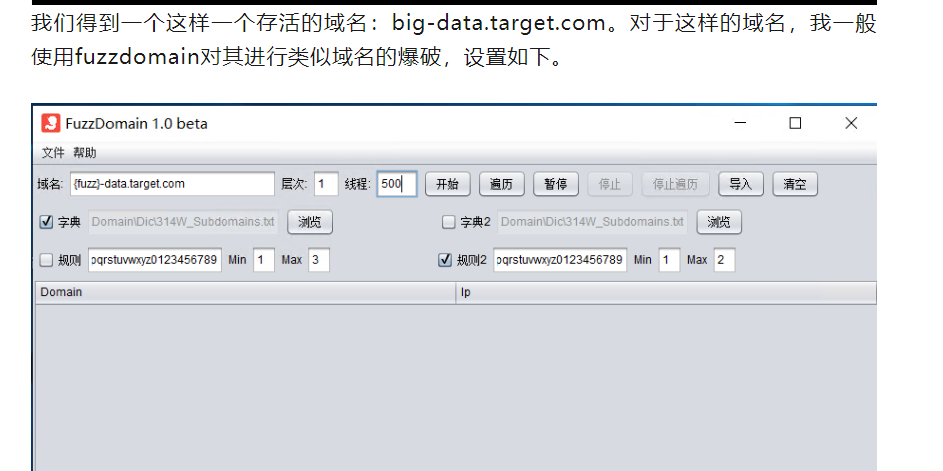 我们得到一个这样一个存活的域名：big-data.target.com。对于这样的域名，我一般
使用fuzzdomain对其进行类似域名的爆破，设置如下。
FuzzDomain 1.0 beta
文件 帮助
域名: {fuzz}-data.target.com 层次: 1 线程: 500 开始 遍历 暂停 停止 停止遍历 导入 清空
字典 Domain\Dic\314W_Subdomains.txt 浏览 字典2 Domain\Dic\314W_Subdomains.txt 浏览
规则 pqrstuvwxyz0123456789 Min 1 Max 3 规则2 pqrstuvwxyz0123456789 Min 1 Max 2
Domain Ip